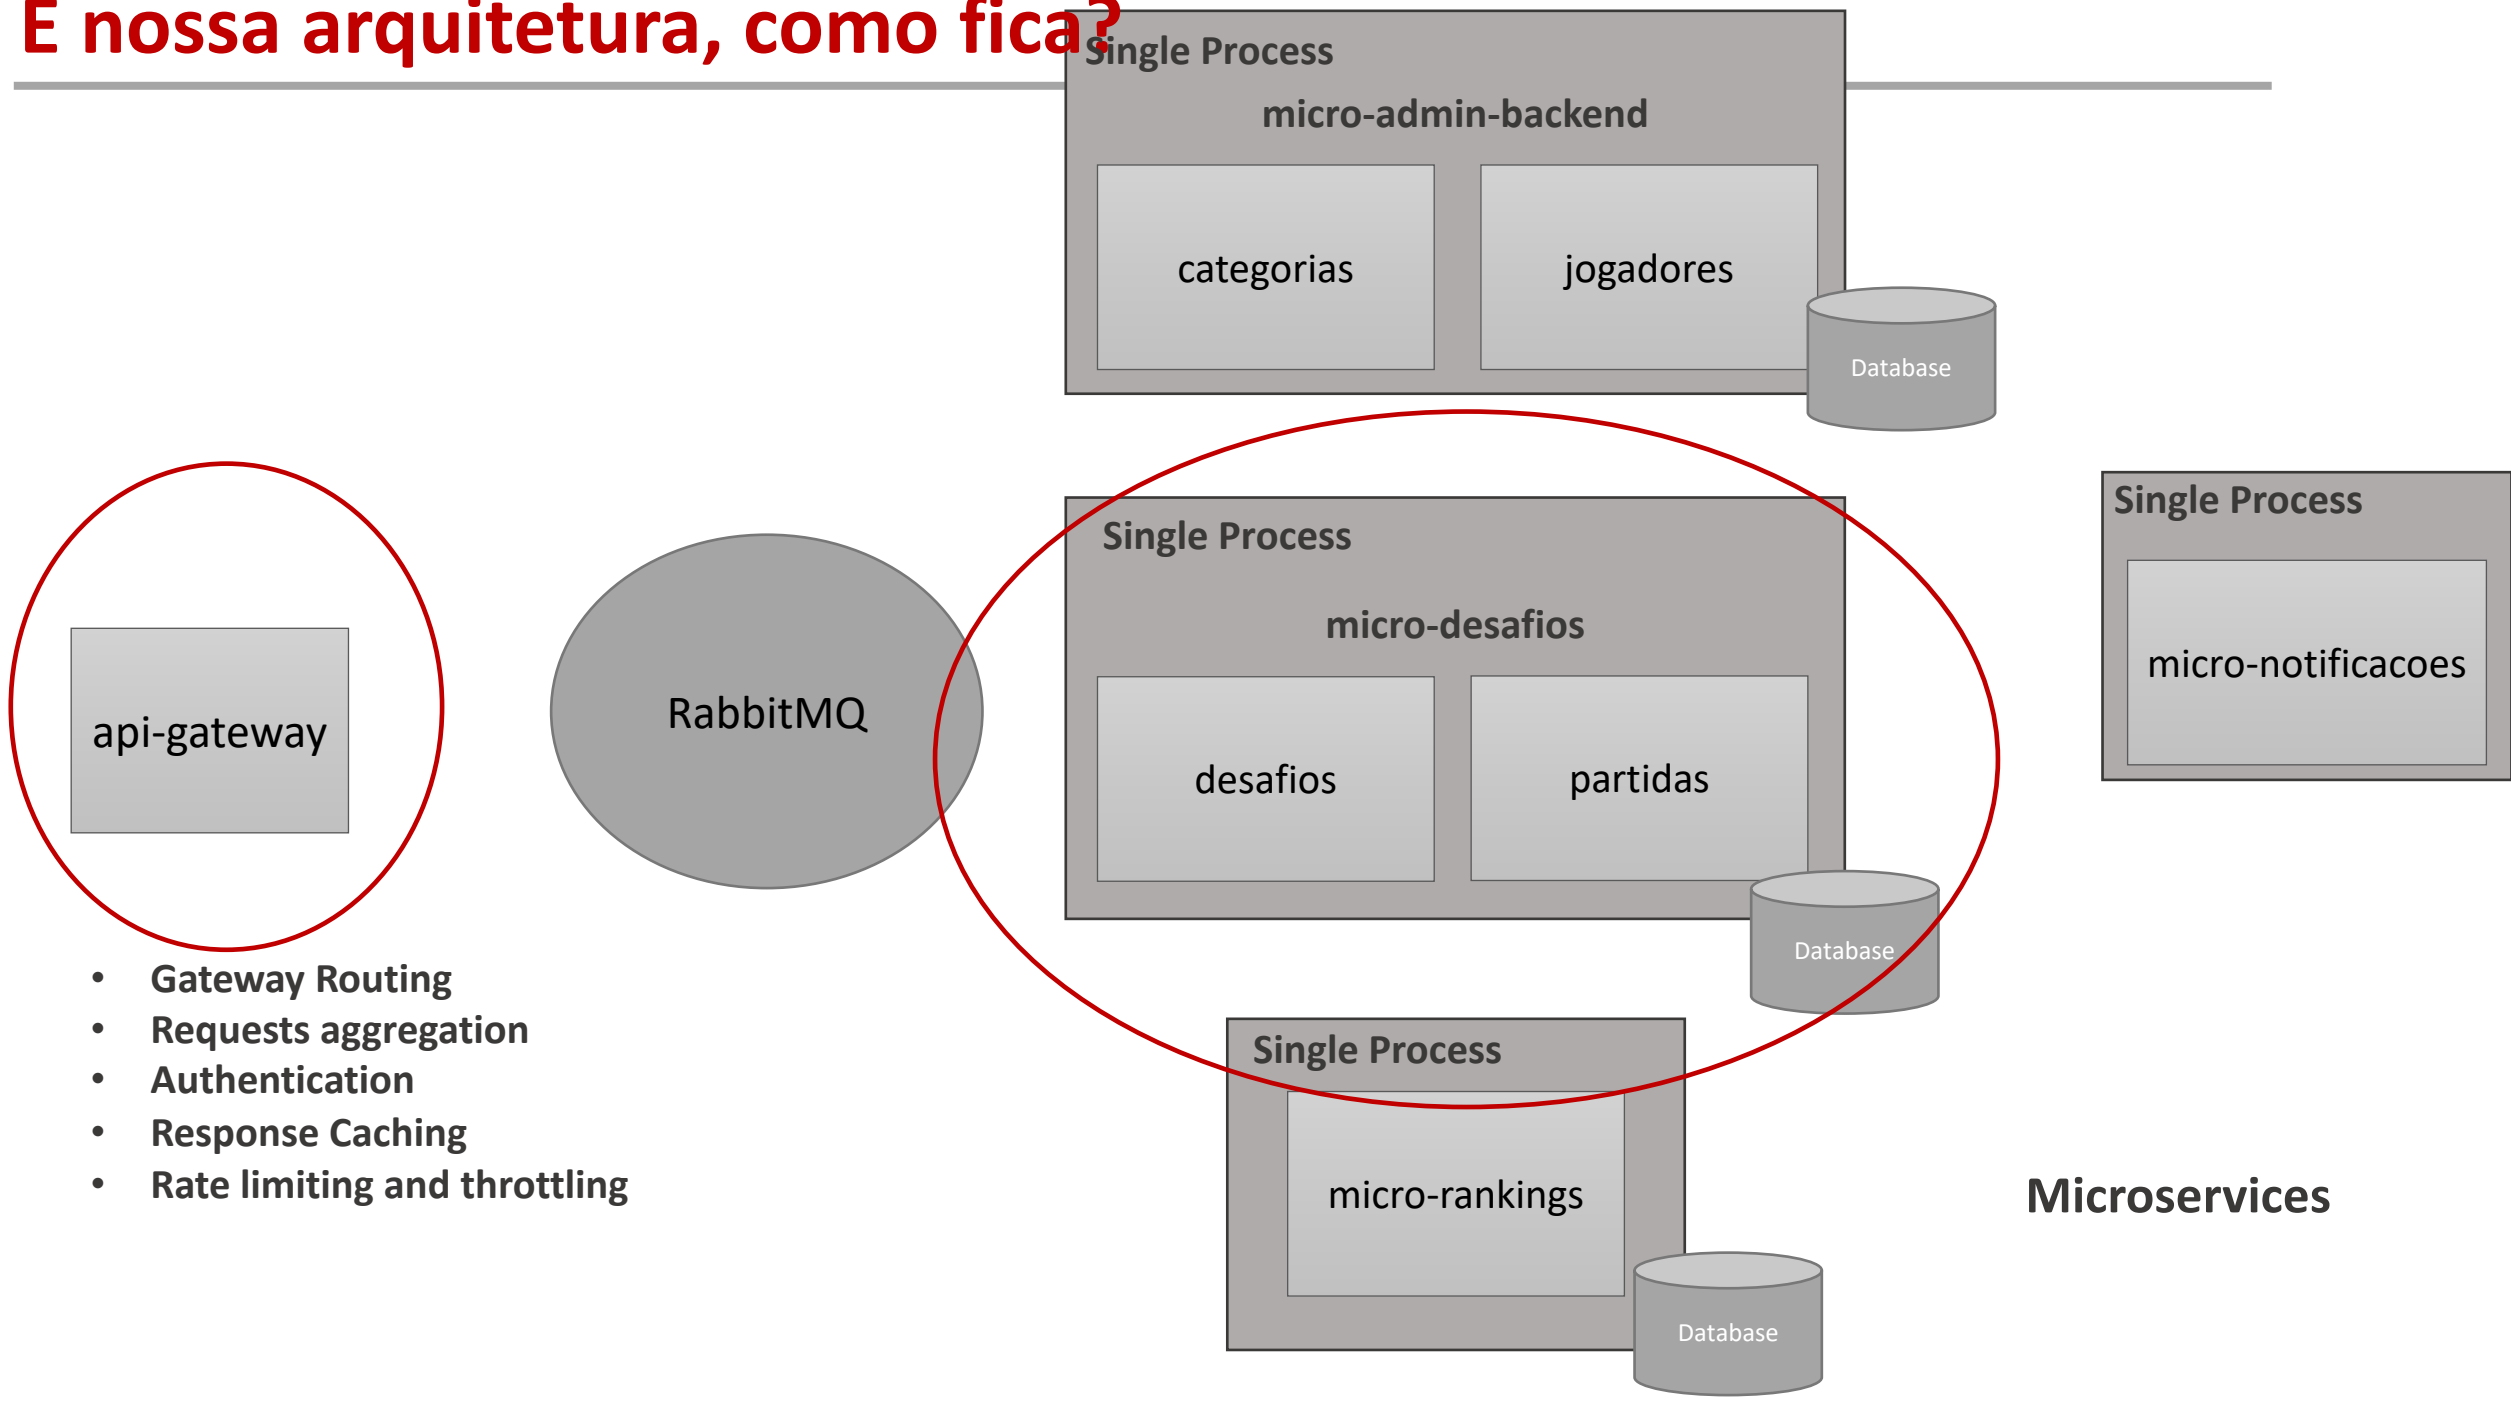 E nossa arquitetura, como fica?
Single Process
micro-admin-backend
categorias
jogadores
Database
Single Process
micro-desafios
desafios
partidas
Database
Single Process
micro-notificacoes
api-gateway
RabbitMQ
• Gateway Routing
• Requests aggregation
• Authentication
• Response Caching
• Rate limiting and throttling
Single Process
micro-rankings
Database
Microservices